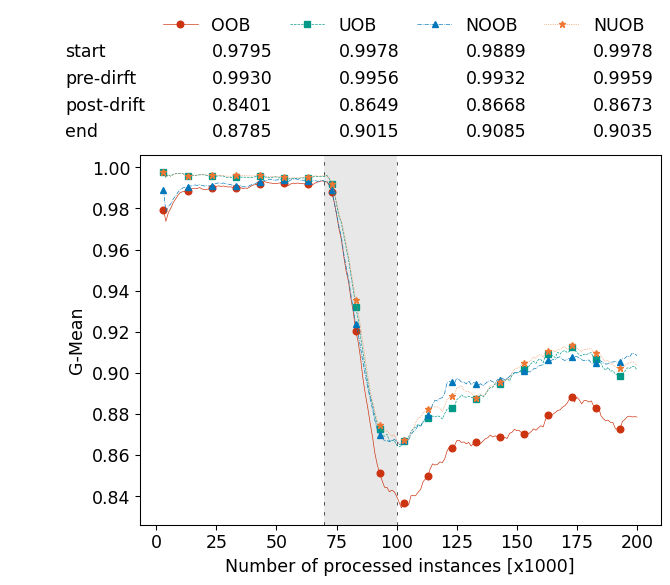 OOB UOB NOOB NUOB
start 0.9795 0.9978 0.9889 0.9978
pre-dirft 0.9930 0.9956 0.9932 0.9959
post-drift 0.8401 0.8649 0.8668 0.8673
end 0.8785 0.9015 0.9085 0.9035
1.00
0.98
0.96
0.94
0.92
0.90
0.88
0.86
0.84
G-Mean
0 25 50 75 100 125 150 175 200
Number of processed instances [x1000]